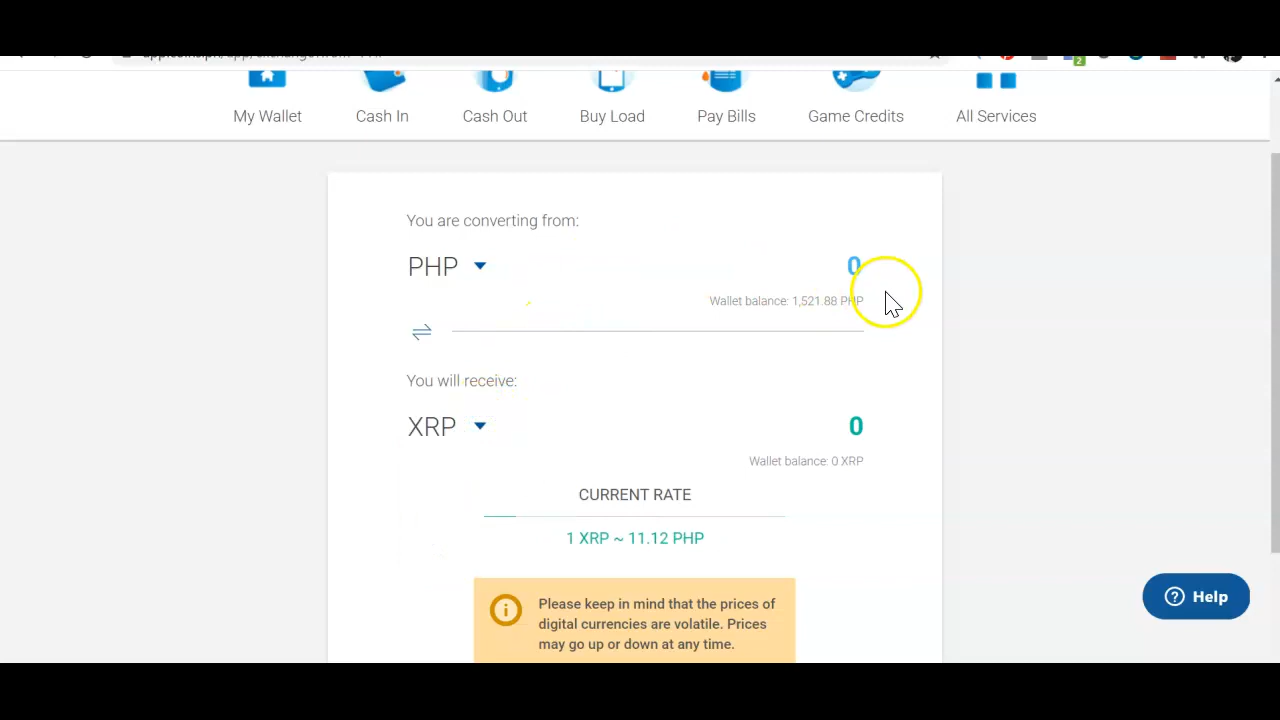 2
My Wallet
Cash In
Cash Out
Buy Load
Pay Bills
Game Credits
All Services
You are converting from:
PHP
0
Wallet balance: 1,521.88 PHP
You will receive:
XRP
0
Wallet balance: 0 XRP
CURRENT RATE
1 XRP ~ 11.12 PHP
Please keep in mind that the prices of
digital currencies are volatile. Prices
may go up or down at any time.
Help